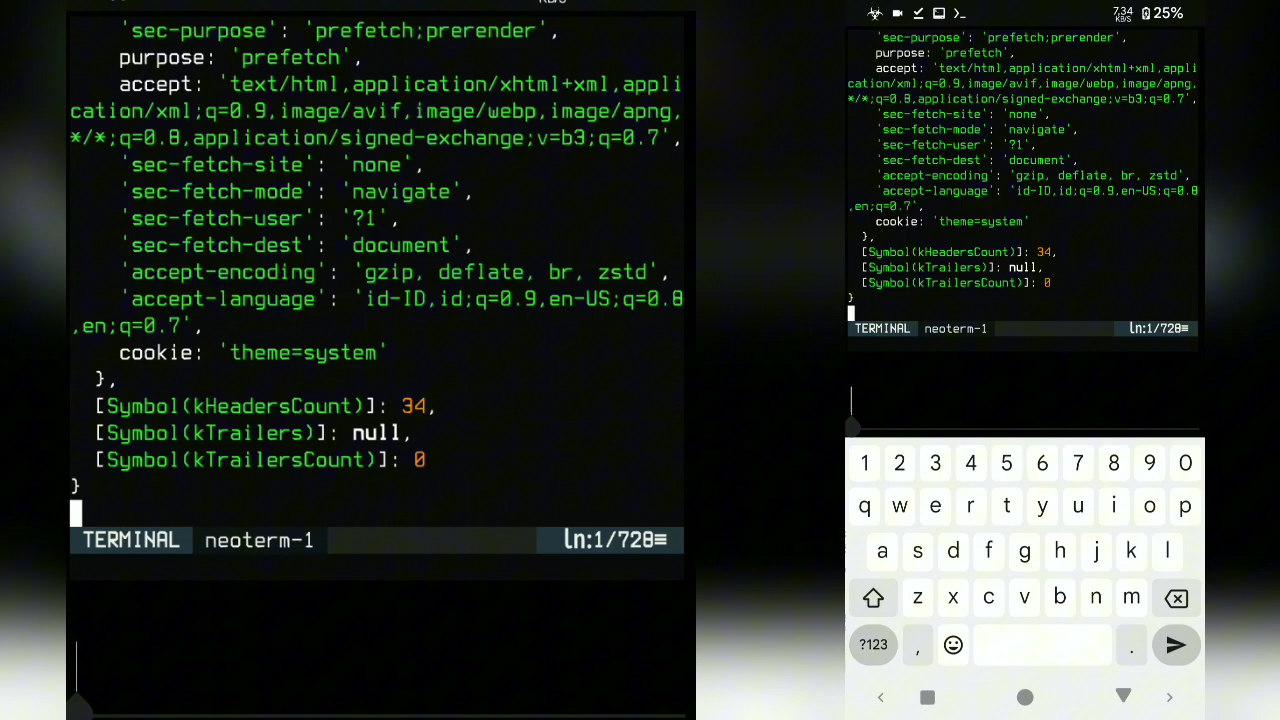 'sec-purpose': 'prefetch;prerender',
purpose: 'prefetch',
accept: 'text/html,application/xhtml+xml,appli
cation/xml;q=0.9,image/avif,image/webp,image/apng,
*/*;q=0.8,application/signed-exchange;v=b3;q=0.7',
'sec-fetch-site': 'none',
'sec-fetch-mode': 'navigate',
'sec-fetch-user': '?1',
'sec-fetch-dest': 'document',
'accept-encoding': 'gzip, deflate, br, zstd',
'accept-language': 'id-ID,id;q=0.9,en-US;q=0.8
,en;q=0.7',
cookie: 'theme=system'
},
[Symbol(kHeadersCount)]: 34,
[Symbol(kTrailers)]: null,
[Symbol(kTrailersCount)]: 0
}
TERMINAL neoterm-1 ln:1/728≡
7,34 KB/S 25%
'sec-purpose': 'prefetch;prerender',
purpose: 'prefetch',
accept: 'text/html,application/xhtml+xml,appli
cation/xml;q=0.9,image/avif,image/webp,image/apng,
*/*;q=0.8,application/signed-exchange;v=b3;q=0.7',
'sec-fetch-site': 'none',
'sec-fetch-mode': 'navigate',
'sec-fetch-user': '?1',
'sec-fetch-dest': 'document',
'accept-encoding': 'gzip, deflate, br, zstd',
'accept-language': 'id-ID,id;q=0.9,en-US;q=0.8
,en;q=0.7',
cookie: 'theme=system'
},
[Symbol(kHeadersCount)]: 34,
[Symbol(kTrailers)]: null,
[Symbol(kTrailersCount)]: 0
}
TERMINAL neoterm-1 ln:1/728≡
1 2 3 4 5 6 7 8 9 0
q w e r t y u i o p
a s d f g h j k l
z x c v b n m
?123 , .